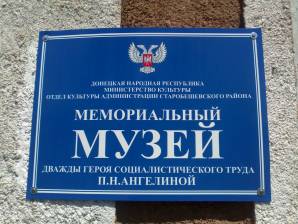 ДОНЕЦКАЯ НАРОДНАЯ РЕСПУБЛИКА
МИНИСТЕРСТВО КУЛЬТУРЫ
ОТДЕЛ КУЛЬТУРЫ АДМИНИСТРАЦИИ СТАРОБЕШЕВСКОГО РАЙОНА
МЕМОРИАЛЬНЫЙ
МУЗЕЙ
ДВАЖДЫ ГЕРОЯ СОЦИАЛИСТИЧЕСКОГО ТРУДА
П.Н.АНГЕЛИНОЙ